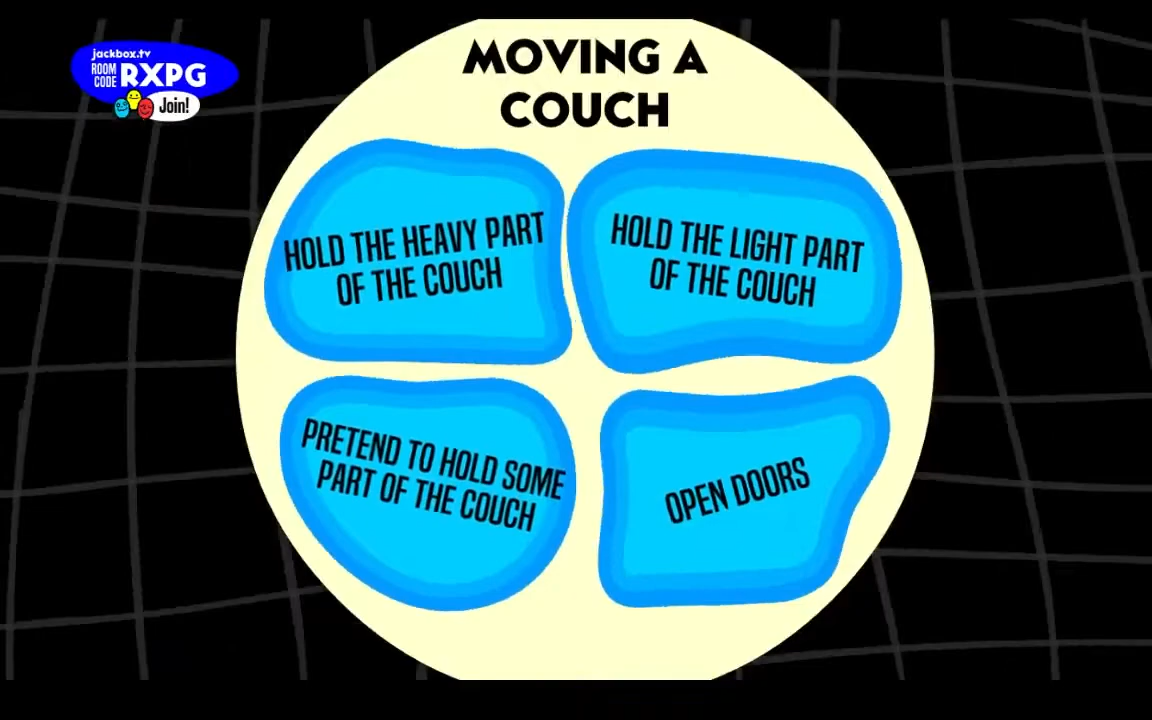 jackbox.tv
ROOM
CODE
RXPG
Join!
MOVING A
COUCH
HOLD THE HEAVY PART
OF THE COUCH
HOLD THE LIGHT PART
OF THE COUCH
PRETEND TO HOLD SOME
PART OF THE COUCH
OPEN DOORS